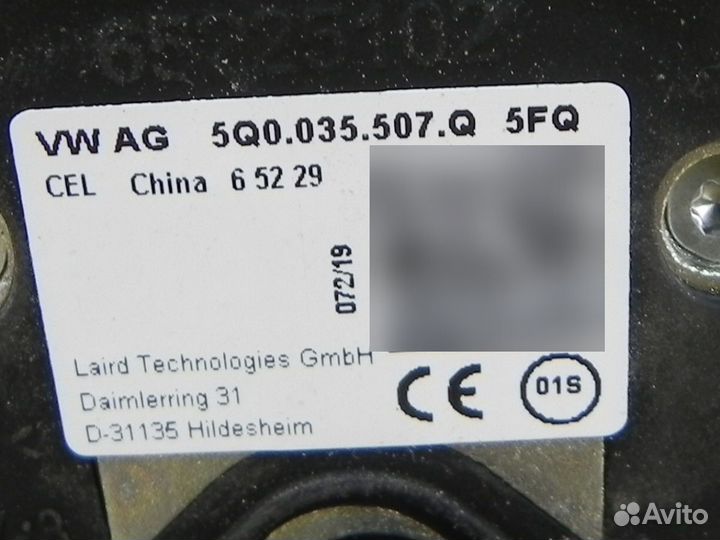 VW AG 5Q0.035.507.Q 5FQ
CEL China 6 52 29
072/19
Laird Technologies GmbH
Daimlerring 31
D-31135 Hildesheim
CE
01S
Avito